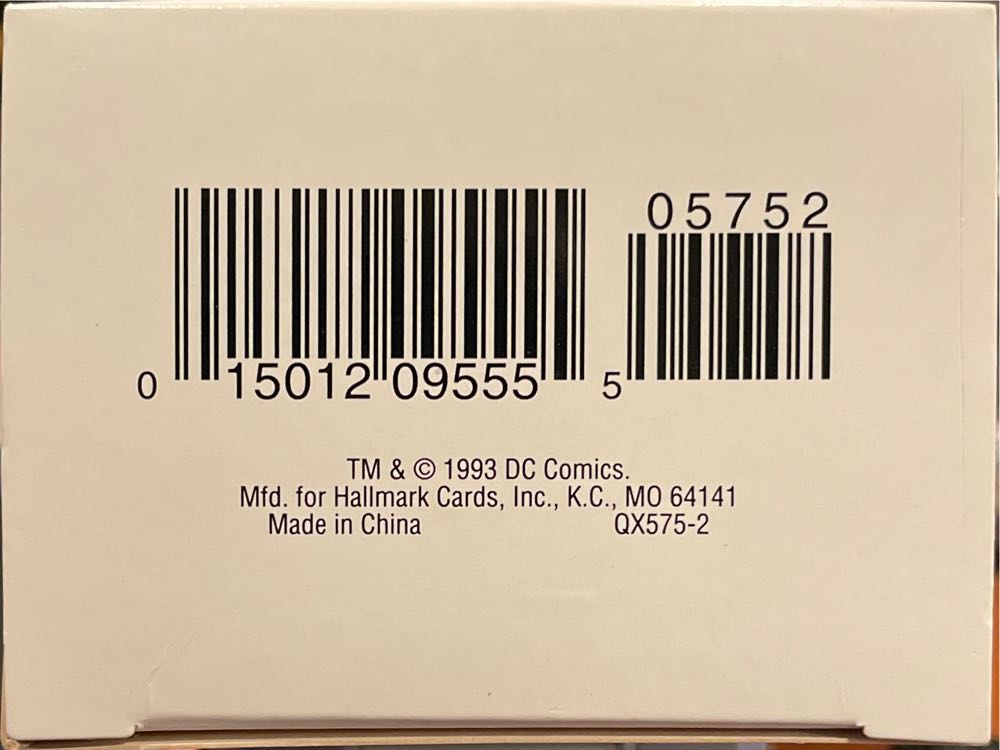 05752
0 15012 09555 5
TM & © 1993 DC Comics.
Mfd. for Hallmark Cards, Inc., K.C., MO 64141
Made in China QX575-2